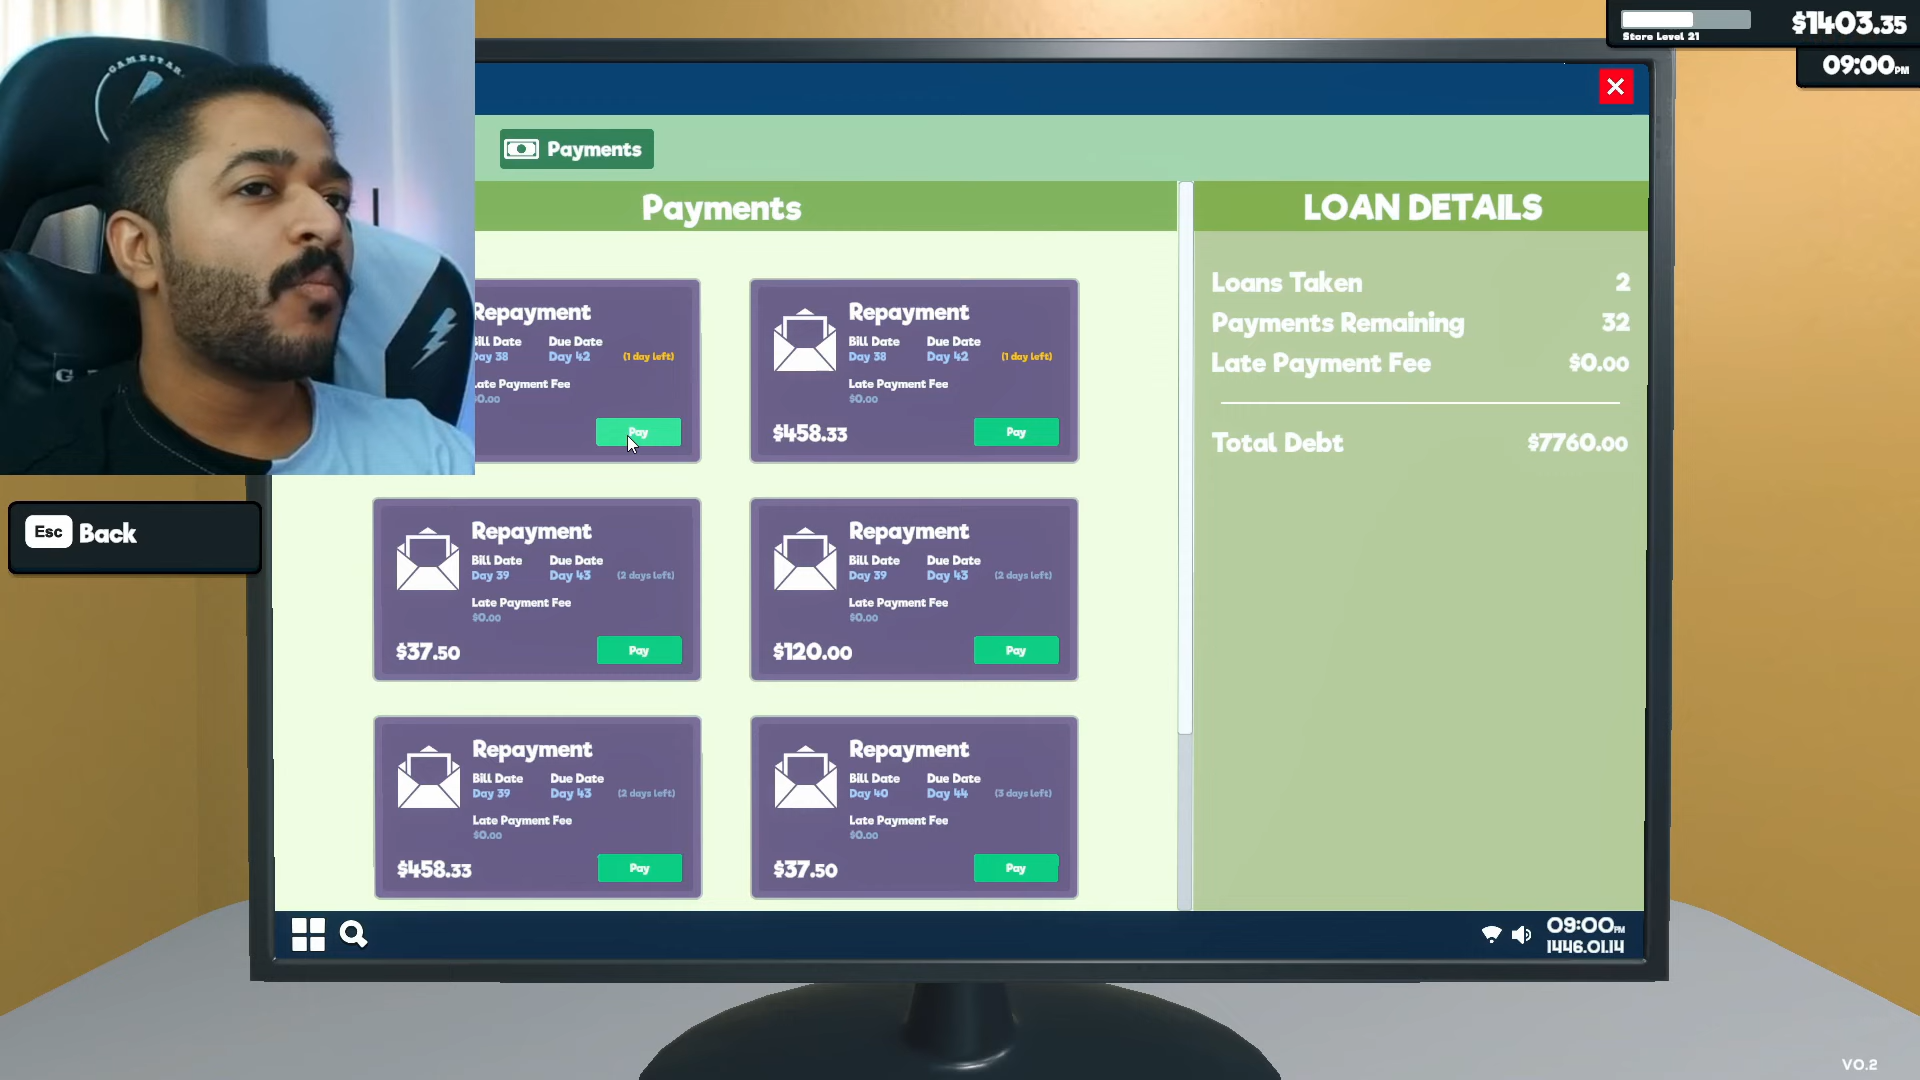 $1403.35
Store Level 21
09:00PM
GAMSTAR
Payments
Payments
LOAN DETAILS
Loans Taken 2
Payments Remaining 32
Late Payment Fee $0.00
Total Debt $7760.00
Repayment
Bill Date Due Date
Day 38 Day 42 (1 day left)
Late Payment Fee
$0.00
Pay
Repayment
Bill Date Due Date
Day 38 Day 42 (1 day left)
Late Payment Fee
$0.00
$458.33 Pay
Esc Back
Repayment
Bill Date Due Date
Day 39 Day 43 (2 days left)
Late Payment Fee
$0.00
$37.50 Pay
Repayment
Bill Date Due Date
Day 39 Day 43 (2 days left)
Late Payment Fee
$0.00
$120.00 Pay
Repayment
Bill Date Due Date
Day 39 Day 43 (2 days left)
Late Payment Fee
$0.00
$458.33 Pay
Repayment
Bill Date Due Date
Day 40 Day 44 (3 days left)
Late Payment Fee
$0.00
$37.50 Pay
09:00PM
1446.01.14
V0.2